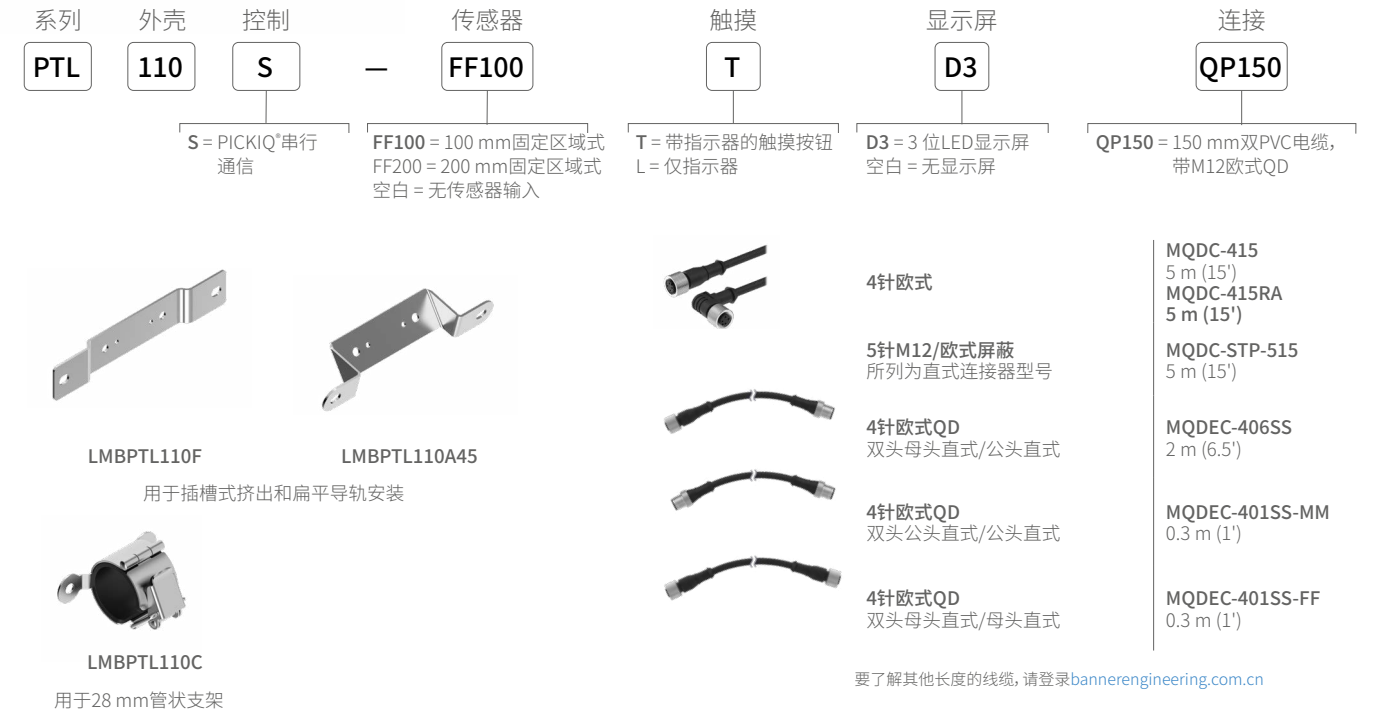 系列 外壳 控制 传感器 触摸 显示屏 连接
PTL 110 S — FF100 T D3 QP150
S = PICKIQ®串行
通信
FF100 = 100 mm固定区域式
FF200 = 200 mm固定区域式
空白 = 无传感器输入
T = 带指示器的触摸按钮
L = 仅指示器
D3 = 3 位LED显示屏
空白 = 无显示屏
QP150 = 150 mm双PVC电缆，
带M12欧式QD
LMBPTL110F
LMBPTL110A45
用于插槽式挤出和扁平导轨安装
LMBPTL110C
用于28 mm管状支架
4针欧式
MQDC-415
5 m (15')
MQDC-415RA
5 m (15')
5针M12/欧式屏蔽
所列为直式连接器型号
MQDC-STP-515
5 m (15')
4针欧式QD
双头母头直式/公头直式
MQDEC-406SS
2 m (6.5')
4针欧式QD
双头公头直式/公头直式
MQDEC-401SS-MM
0.3 m (1')
4针欧式QD
双头母头直式/母头直式
MQDEC-401SS-FF
0.3 m (1')
要了解其他长度的线缆，请登录bannerengineering.com.cn